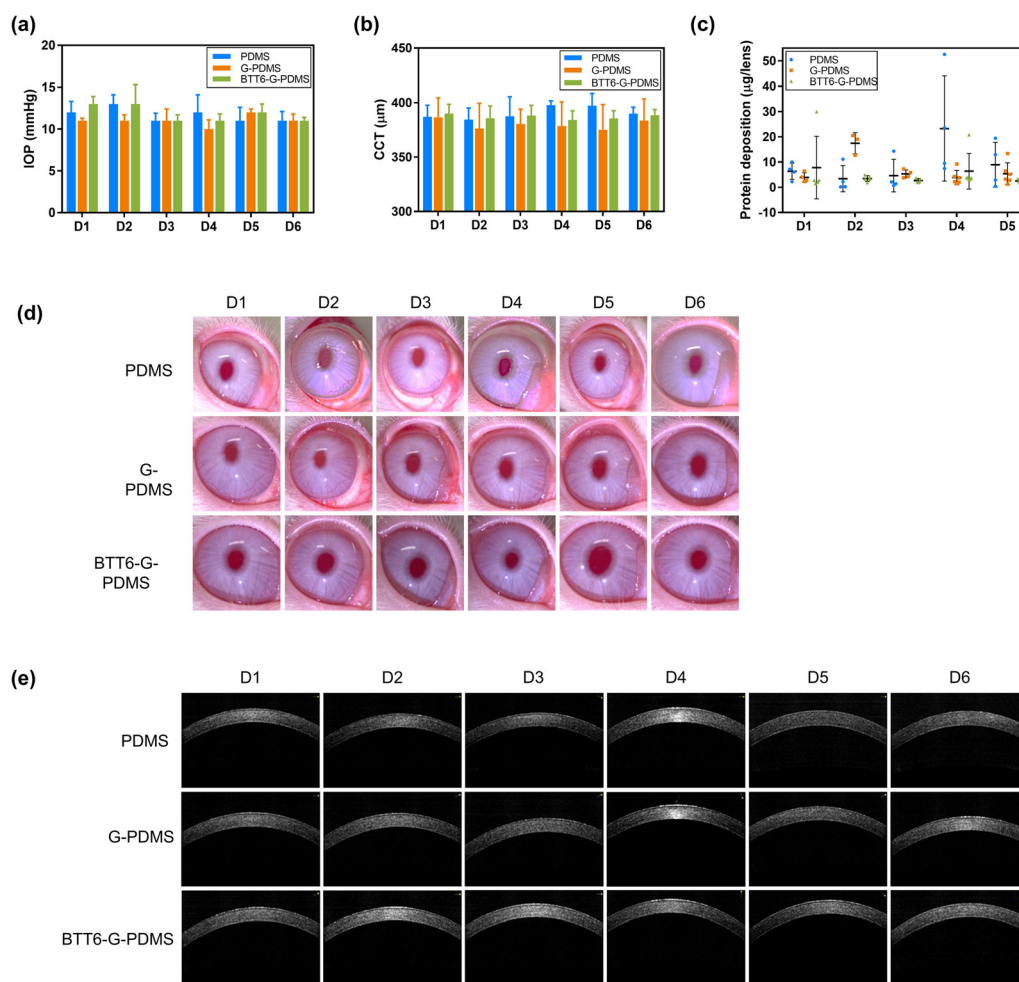 (a)
15
20
10
5
0
IOP (mmHg)
PDMS
G-PDMS
BTT6-G-PDMS
D1 D2 D3 D4 D5 D6
(b)
450
400
350
300
CCT (μm)
PDMS
G-PDMS
BTT6-G-PDMS
D1 D2 D3 D4 D5 D6
(c)
50
40
30
20
10
0
-10
Protein deposition (μg/lens)
PDMS
G-PDMS
BTT6-G-PDMS
D1 D2 D3 D4 D5
(d)
D1 D2 D3 D4 D5 D6
PDMS
G-
PDMS
BTT6-G-
PDMS
(e)
D1 D2 D3 D4 D5 D6
PDMS
G-PDMS
BTT6-G-PDMS